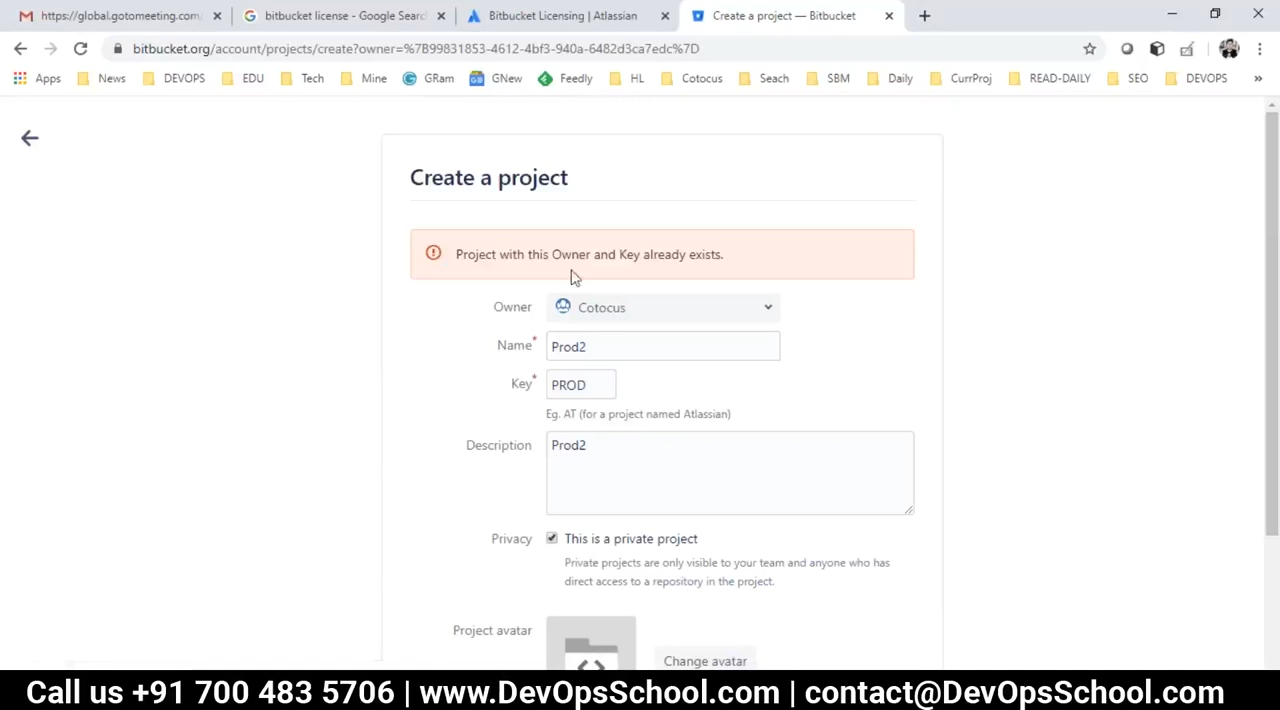 https://global.gotomeeting.com
bitbucket license - Google Searc
Bitbucket Licensing | Atlassian
Create a project — Bitbucket
bitbucket.org/account/projects/create?owner=%7B99831853-4612-4bf3-940a-6482d3ca7edc%7D
Apps
News
DEVOPS
EDU
Tech
Mine
GRam
GNew
Feedly
HL
Cotocus
Seach
SBM
Daily
CurrProj
READ-DAILY
SEO
DEVOPS
»
Create a project
Project with this Owner and Key already exists.
Owner
Cotocus
Name*
Prod2
Key*
PROD
Eg. AT (for a project named Atlassian)
Description
Prod2
Privacy
This is a private project
Private projects are only visible to your team and anyone who has
direct access to a repository in the project.
Project avatar
Change avatar
Call us +91 700 483 5706 | www.DevOpsSchool.com | contact@DevOpsSchool.com